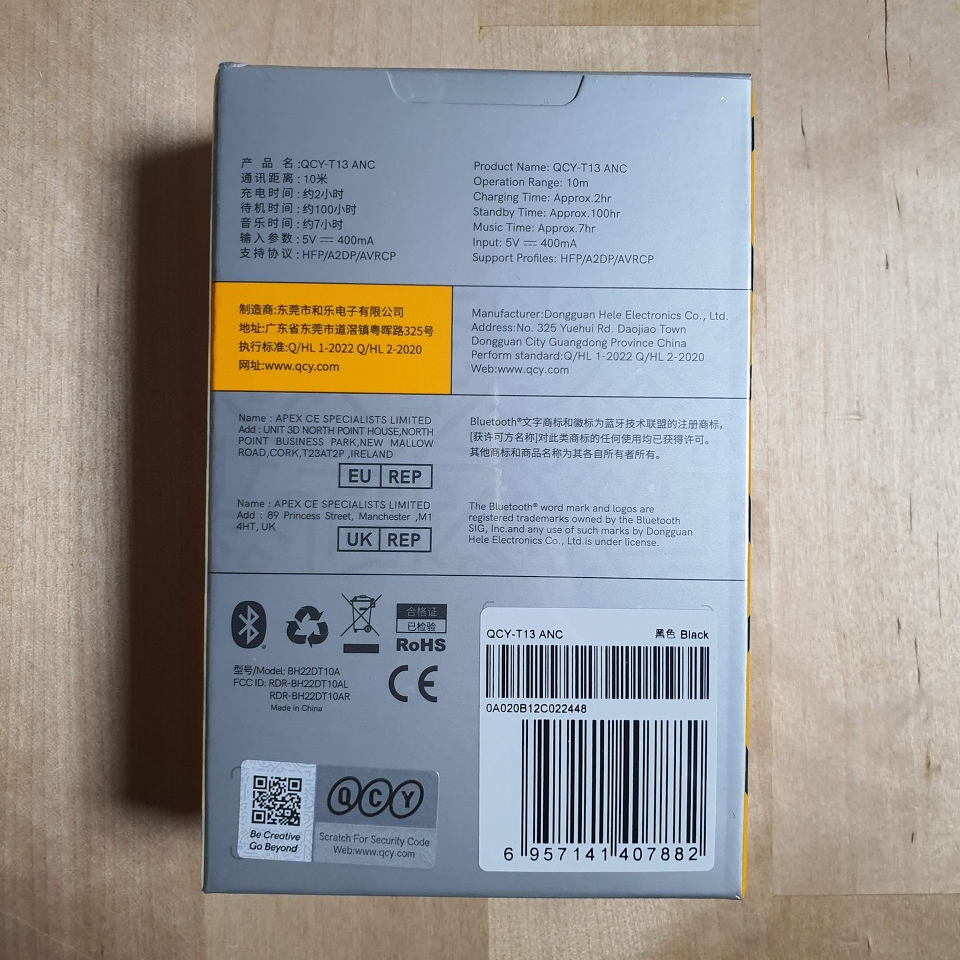 产 品 名:QCY-T13 ANC
通讯距离:10米
充电时间:约2小时
待机时间:约100小时
音乐时间:约7小时
输入参数:5V ⎓ 400mA
支持协议:HFP/A2DP/AVRCP
Product Name: QCY-T13 ANC
Operation Range: 10m
Charging Time: Approx.2hr
Standby Time: Approx.100hr
Music Time: Approx.7hr
Input: 5V ⎓ 400mA
Support Profiles: HFP/A2DP/AVRCP
制造商:东莞市和乐电子有限公司
地址:广东省东莞市道滘镇粤晖路325号
执行标准:Q/HL 1-2022 Q/HL 2-2020
网址:www.qcy.com
Manufacturer:Dongguan Hele Electronics Co., Ltd.
Address:No. 325 Yuehui Rd. Daojiao Town
Dongguan City Guangdong Province China
Perform standard:Q/HL 1-2022 Q/HL 2-2020
Web:www.qcy.com
Name : APEX CE SPECIALISTS LIMITED
Add : UNIT 3D NORTH POINT HOUSE,NORTH
POINT BUSINESS PARK,NEW MALLOW
ROAD,CORK,T23AT2P ,IRELAND
EU REP
Name : APEX CE SPECIALISTS LIMITED
Add : 89 Princess Street, Manchester ,M1
4HT, UK
UK REP
Bluetooth®文字商标和徽标为蓝牙技术联盟的注册商标，
[获许可方名称]对此类商标的任何使用均已获得许可。
其他商标和商品名称为其各自所有者所有。
The Bluetooth® word mark and logos are
registered trademarks owned by the Bluetooth
SIG, Inc.and any use of such marks by Dongguan
Hele Electronics Co., Ltd.is under license.
合格证
已检验
RoHS
型号/Model: BH22DT10A
FCC ID: RDR-BH22DT10AL
RDR-BH22DT10AR
Made in China
CE
QCY-T13 ANC 黑色 Black
0A020B12C022448
6 957141 407882
Be Creative
Go Beyond
QCY
Scratch For Security Code
Web:www.qcy.com